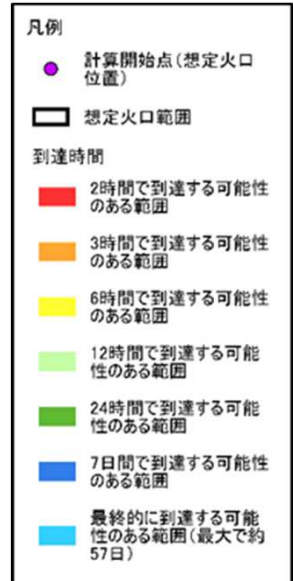 凡例
計算開始点(想定火口
位置)
想定火口範囲
到達時間
2時間で到達する可能性
のある範囲
3時間で到達する可能性
のある範囲
6時間で到達する可能性
のある範囲
12時間で到達する可能
性のある範囲
24時間で到達する可能
性のある範囲
7日間で到達する可能性
のある範囲
最終的に到達する可能
性のある範囲(最大で約
57日)